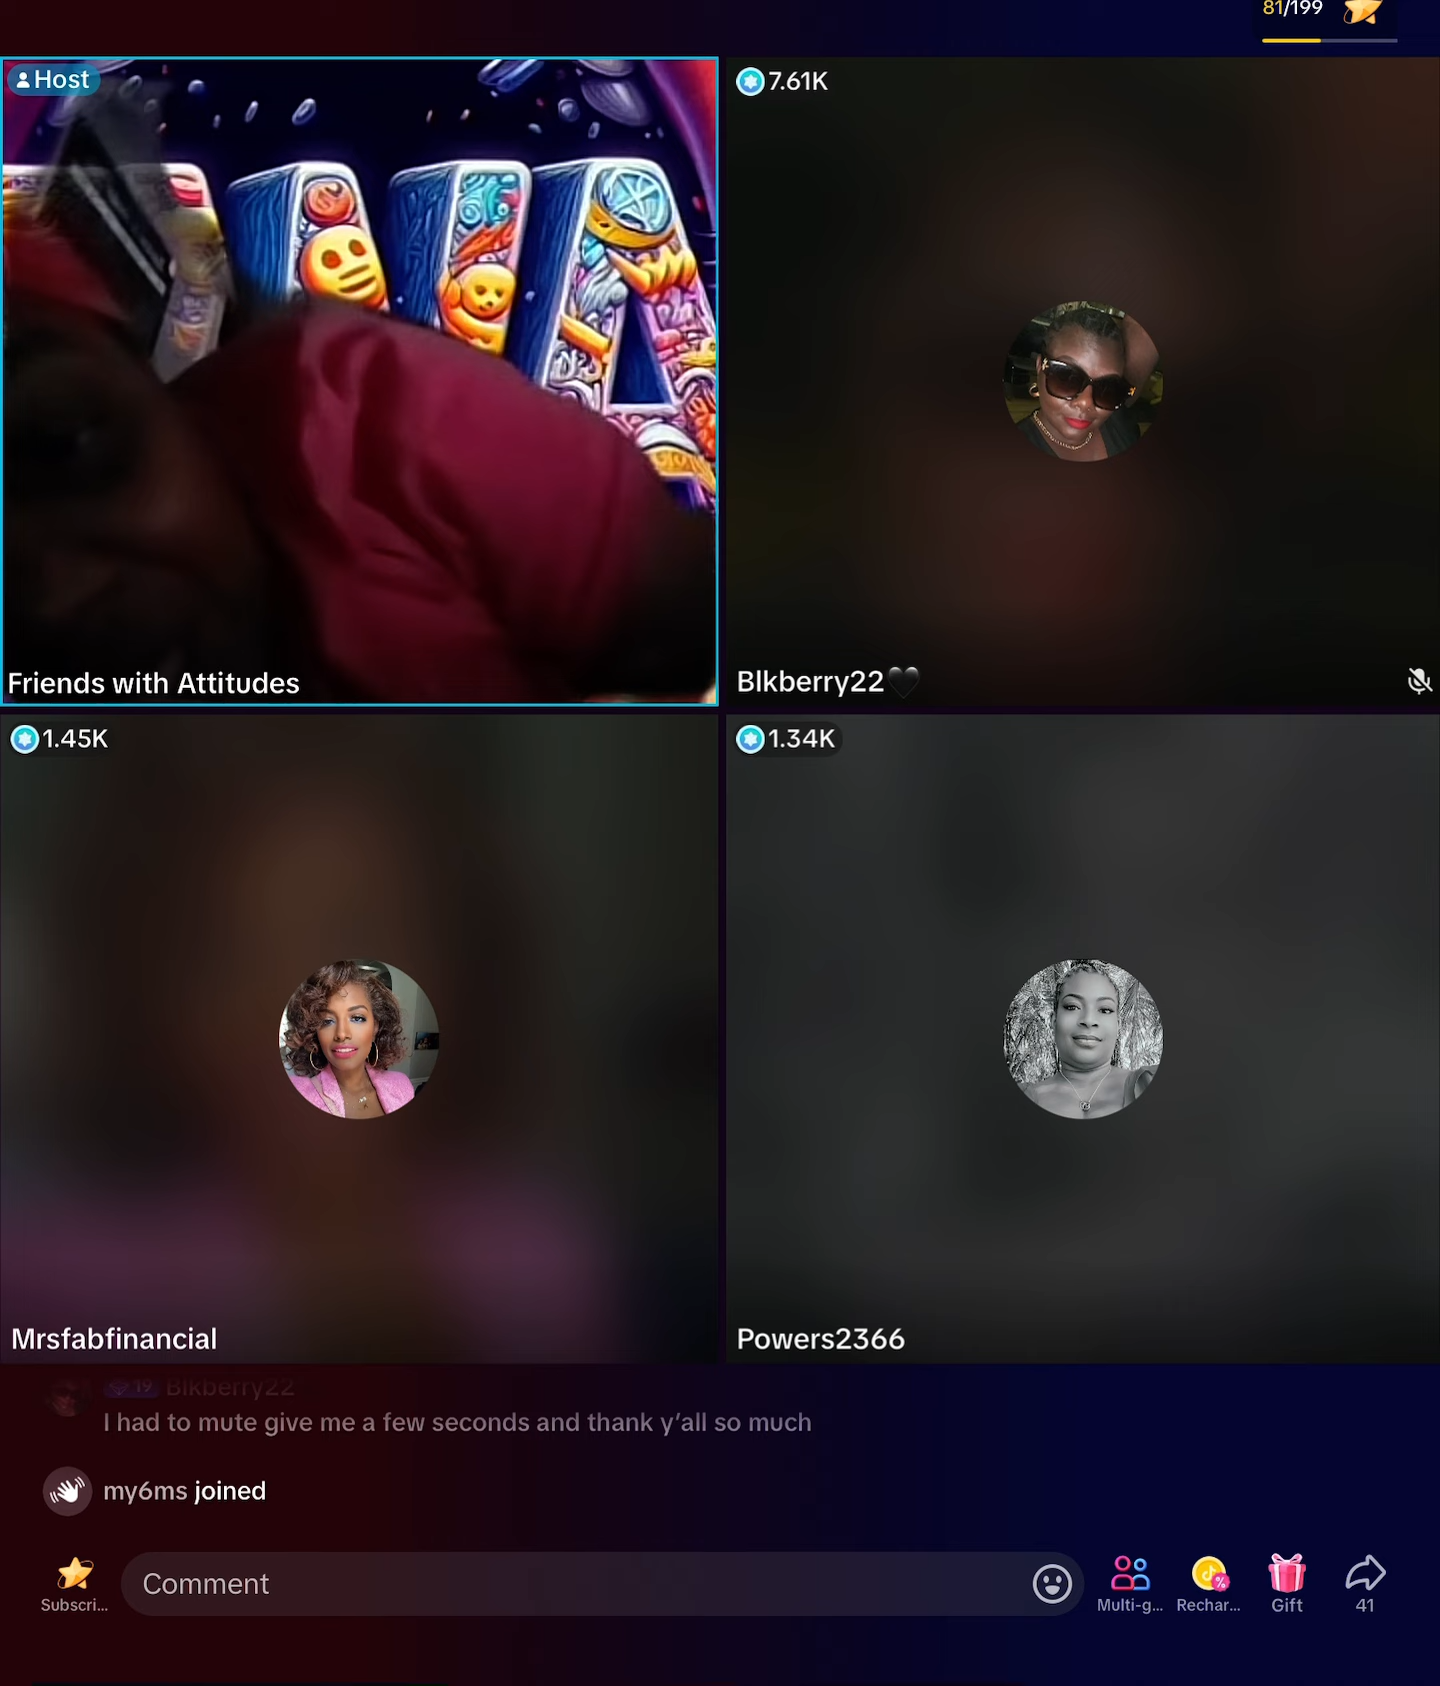 81/199
Host
7.61K
Friends with Attitudes
Blkberry22🖤
1.45K
1.34K
Mrsfabfinancial
Powers2366
19 Blkberry22
I had to mute give me a few seconds and thank y’all so much
my6ms joined
Subscri...
Comment
Multi-g...
Rechar...
Gift
41